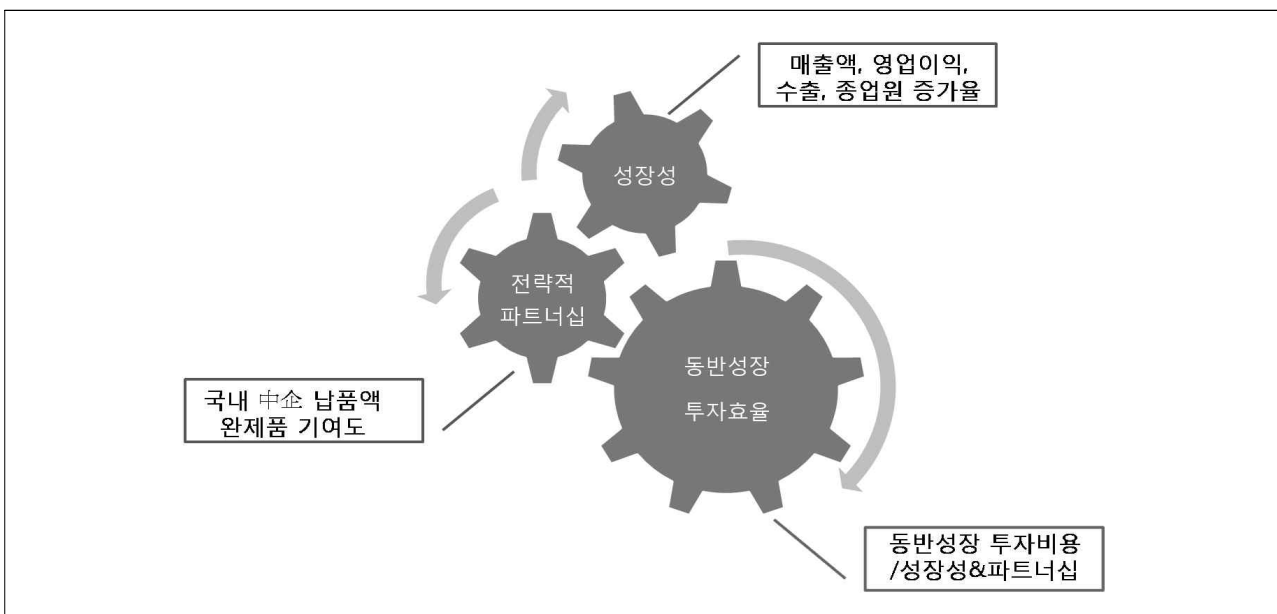 매출액, 영업이익,
수출, 종업원 증가율
성장성
전략적
파트너십
국내 中企 납품액
완제품 기여도
동반성장
투자효율
동반성장 투자비용
/성장성&파트너십